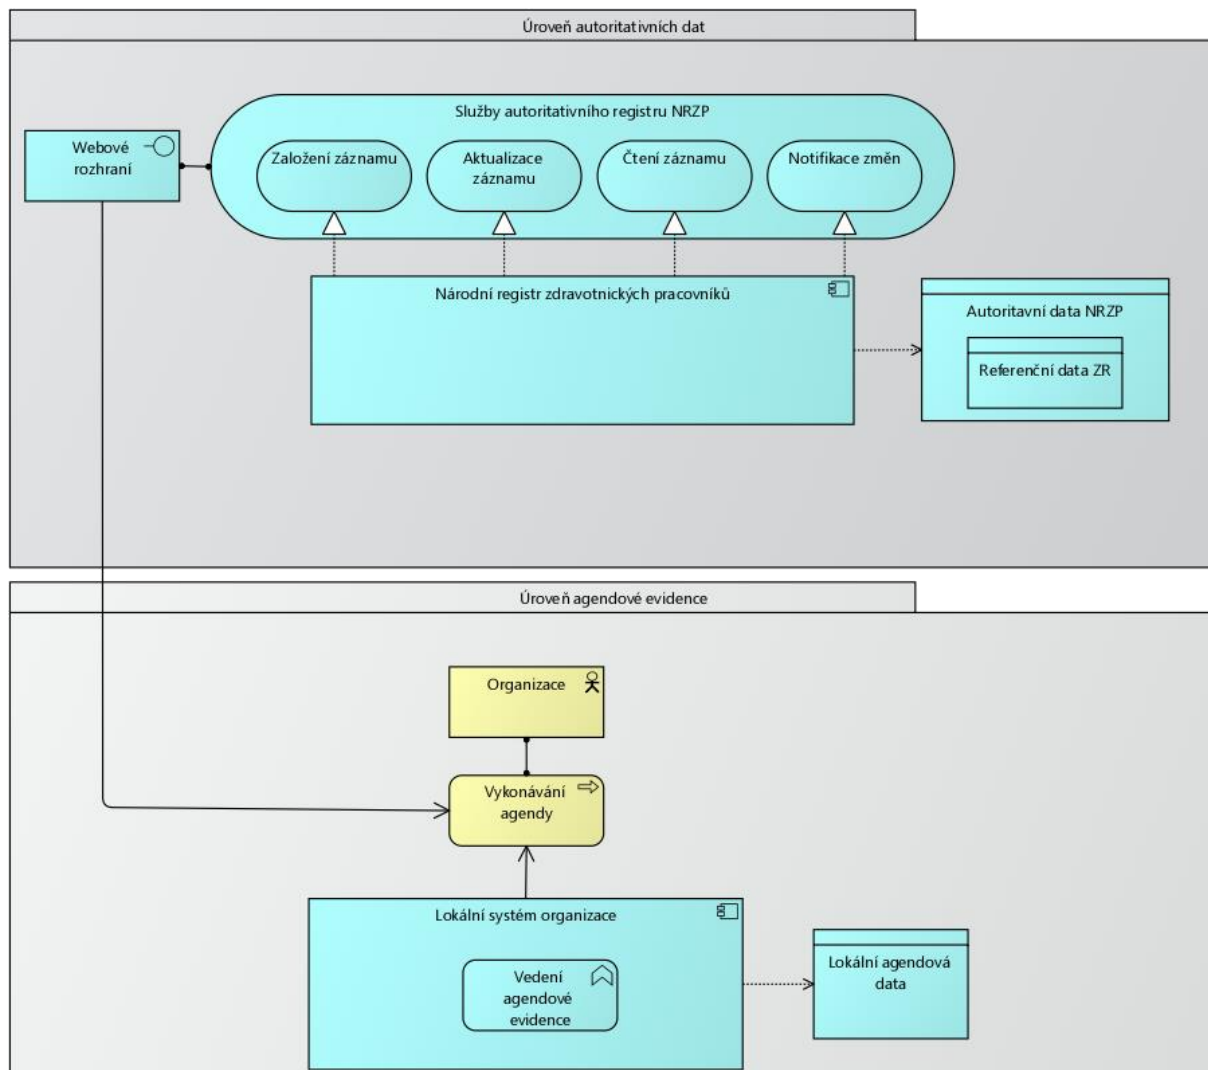 Úroveň autoritativních dat
Služby autoritativního registru NRZP
Webové
rozhraní
Založení záznamu
Aktualizace
záznamu
Čtení záznamu
Notifikace změn
Národní registr zdravotnických pracovníků
Autoritavní data NRZP
Referenční data ZR
Úroveň agendové evidence
Organizace
Vykonávání
agendy
Lokální systém organizace
Vedení
agendové
evidence
Lokální agendová
data